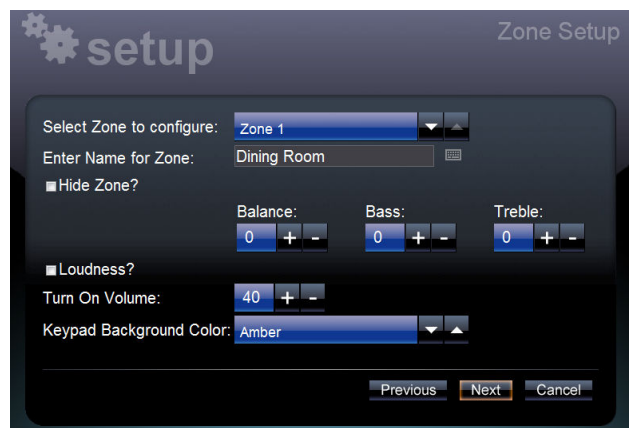 setup
Zone Setup
Select Zone to configure: Zone 1
Enter Name for Zone: Dining Room
Hide Zone?
Balance: Bass: Treble:
0 + - 0 + - 0 + -
Loudness?
Turn On Volume: 40 + -
Keypad Background Color: Amber
Previous Next Cancel